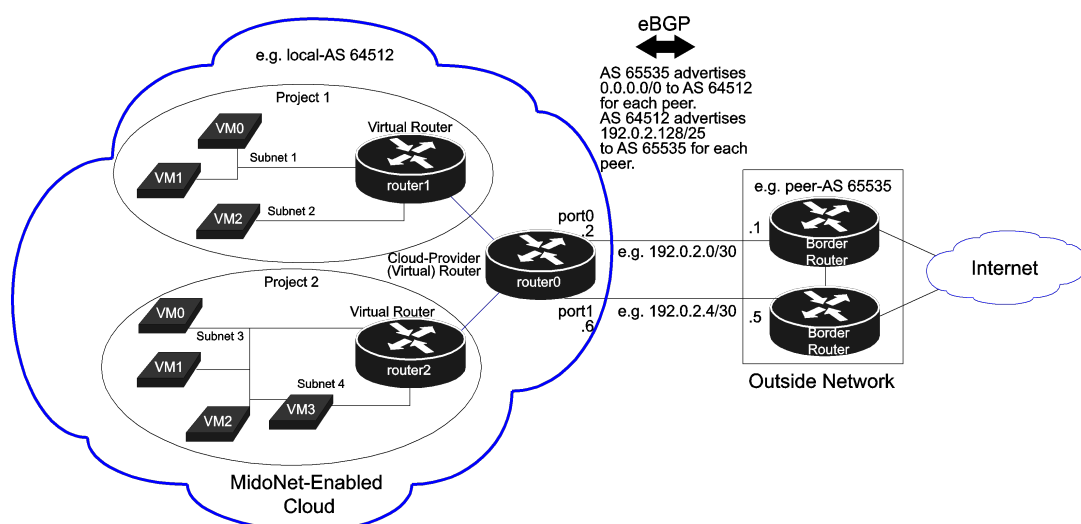 eBGP
e.g. local-AS 64512
AS 65535 advertises
0.0.0.0/0 to AS 64512
for each peer.
AS 64512 advertises
192.0.2.128/25
to AS 65535 for each
peer.
Project 1
VM0
Virtual Router
Subnet 1
VM1
router1
VM2
Subnet 2
e.g. peer-AS 65535
port0
.2
.1
Border
Router
e.g. 192.0.2.0/30
Cloud-Provider
(Virtual) Router
router0
Internet
Project 2
VM0
Virtual Router
Subnet 3
port1
.6
e.g. 192.0.2.4/30
.5
Border
Router
VM1
router2
Subnet 4
VM3
VM2
Outside Network
MidoNet-Enabled
Cloud